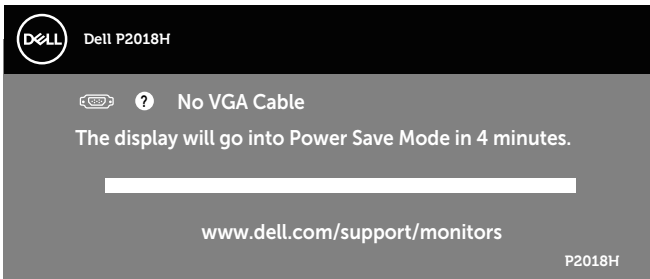 DELL
Dell P2018H
? No VGA Cable
The display will go into Power Save Mode in 4 minutes.
www.dell.com/support/monitors
P2018H